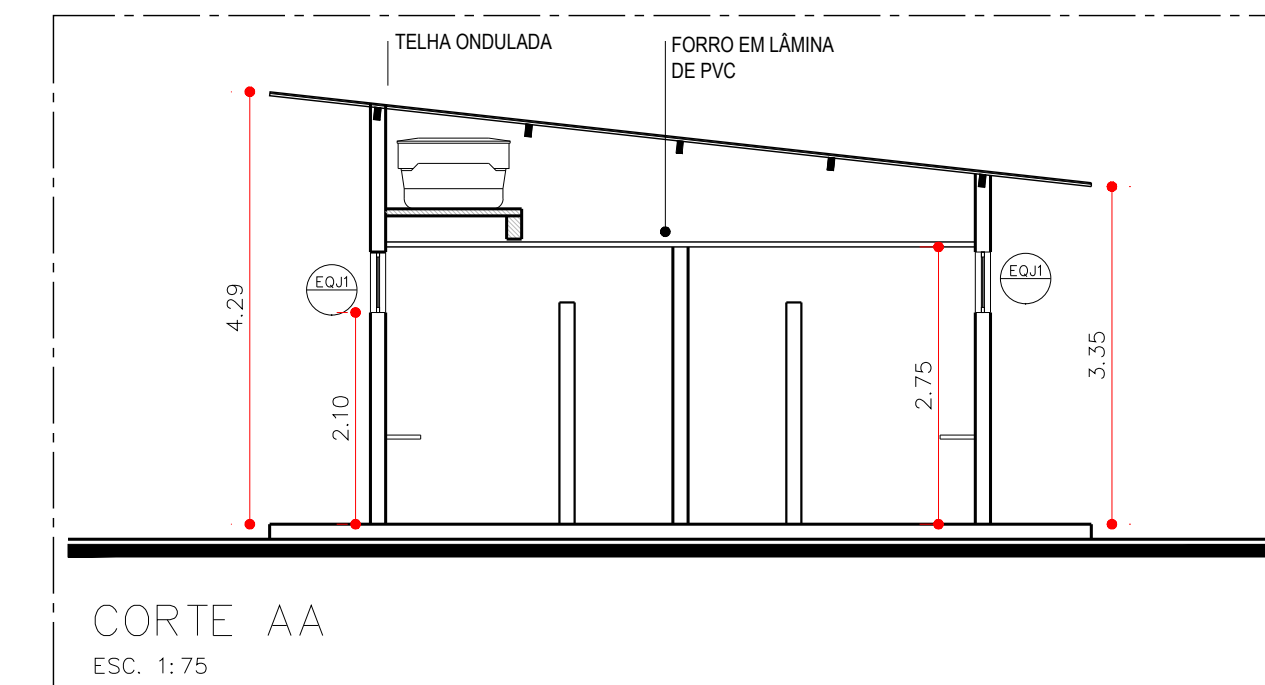 TELHA ONDULADA
FORRO EM LÂMINA
DE PVC
EQJ1
EQJ1
4.29
2.10
2.75
3.35
CORTE AA
ESC. 1:75